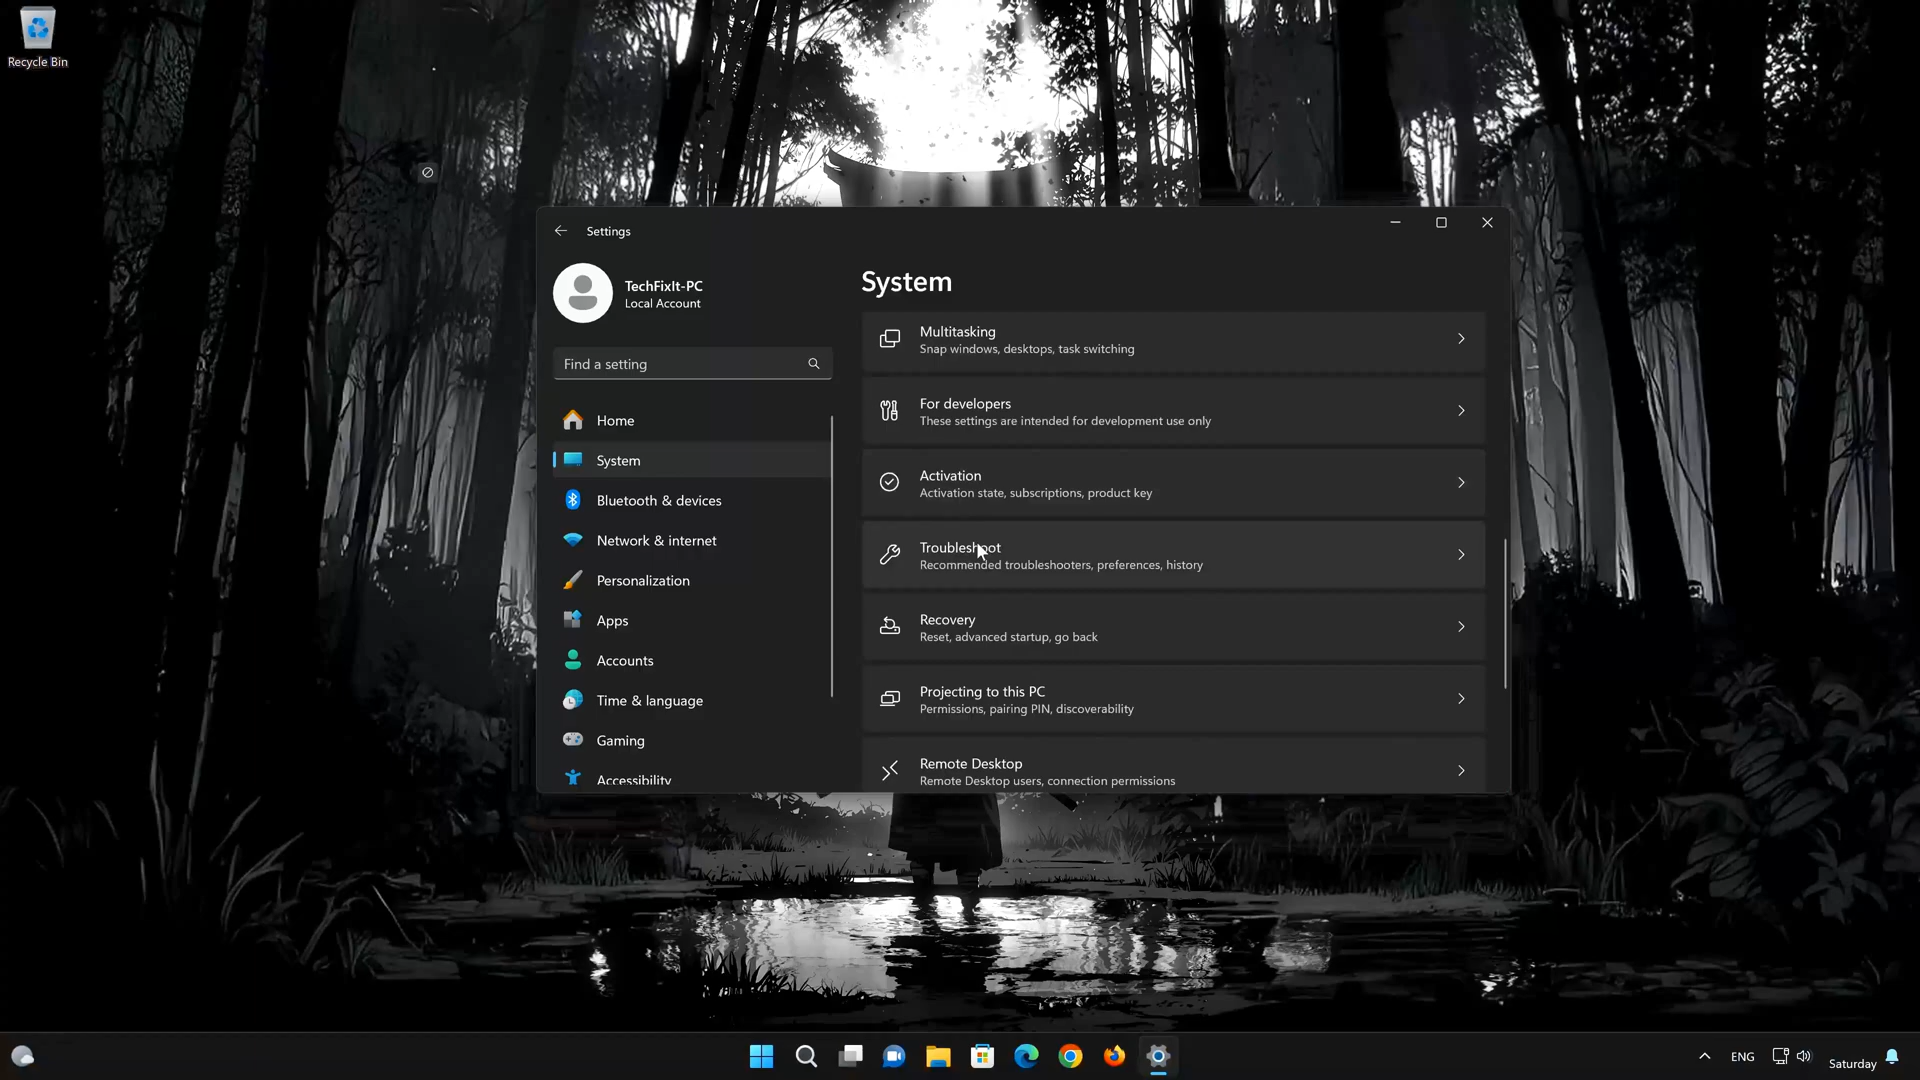 Recycle Bin
Settings
TechFixIt-PC
Local Account
Find a setting
Home
System
Bluetooth & devices
Network & internet
Personalization
Apps
Accounts
Time & language
Gaming
Accessibility
System
Multitasking
Snap windows, desktops, task switching
For developers
These settings are intended for development use only
Activation
Activation state, subscriptions, product key
Troubleshoot
Recommended troubleshooters, preferences, history
Recovery
Reset, advanced startup, go back
Projecting to this PC
Permissions, pairing PIN, discoverability
Remote Desktop
Remote Desktop users, connection permissions
ENG
Saturday